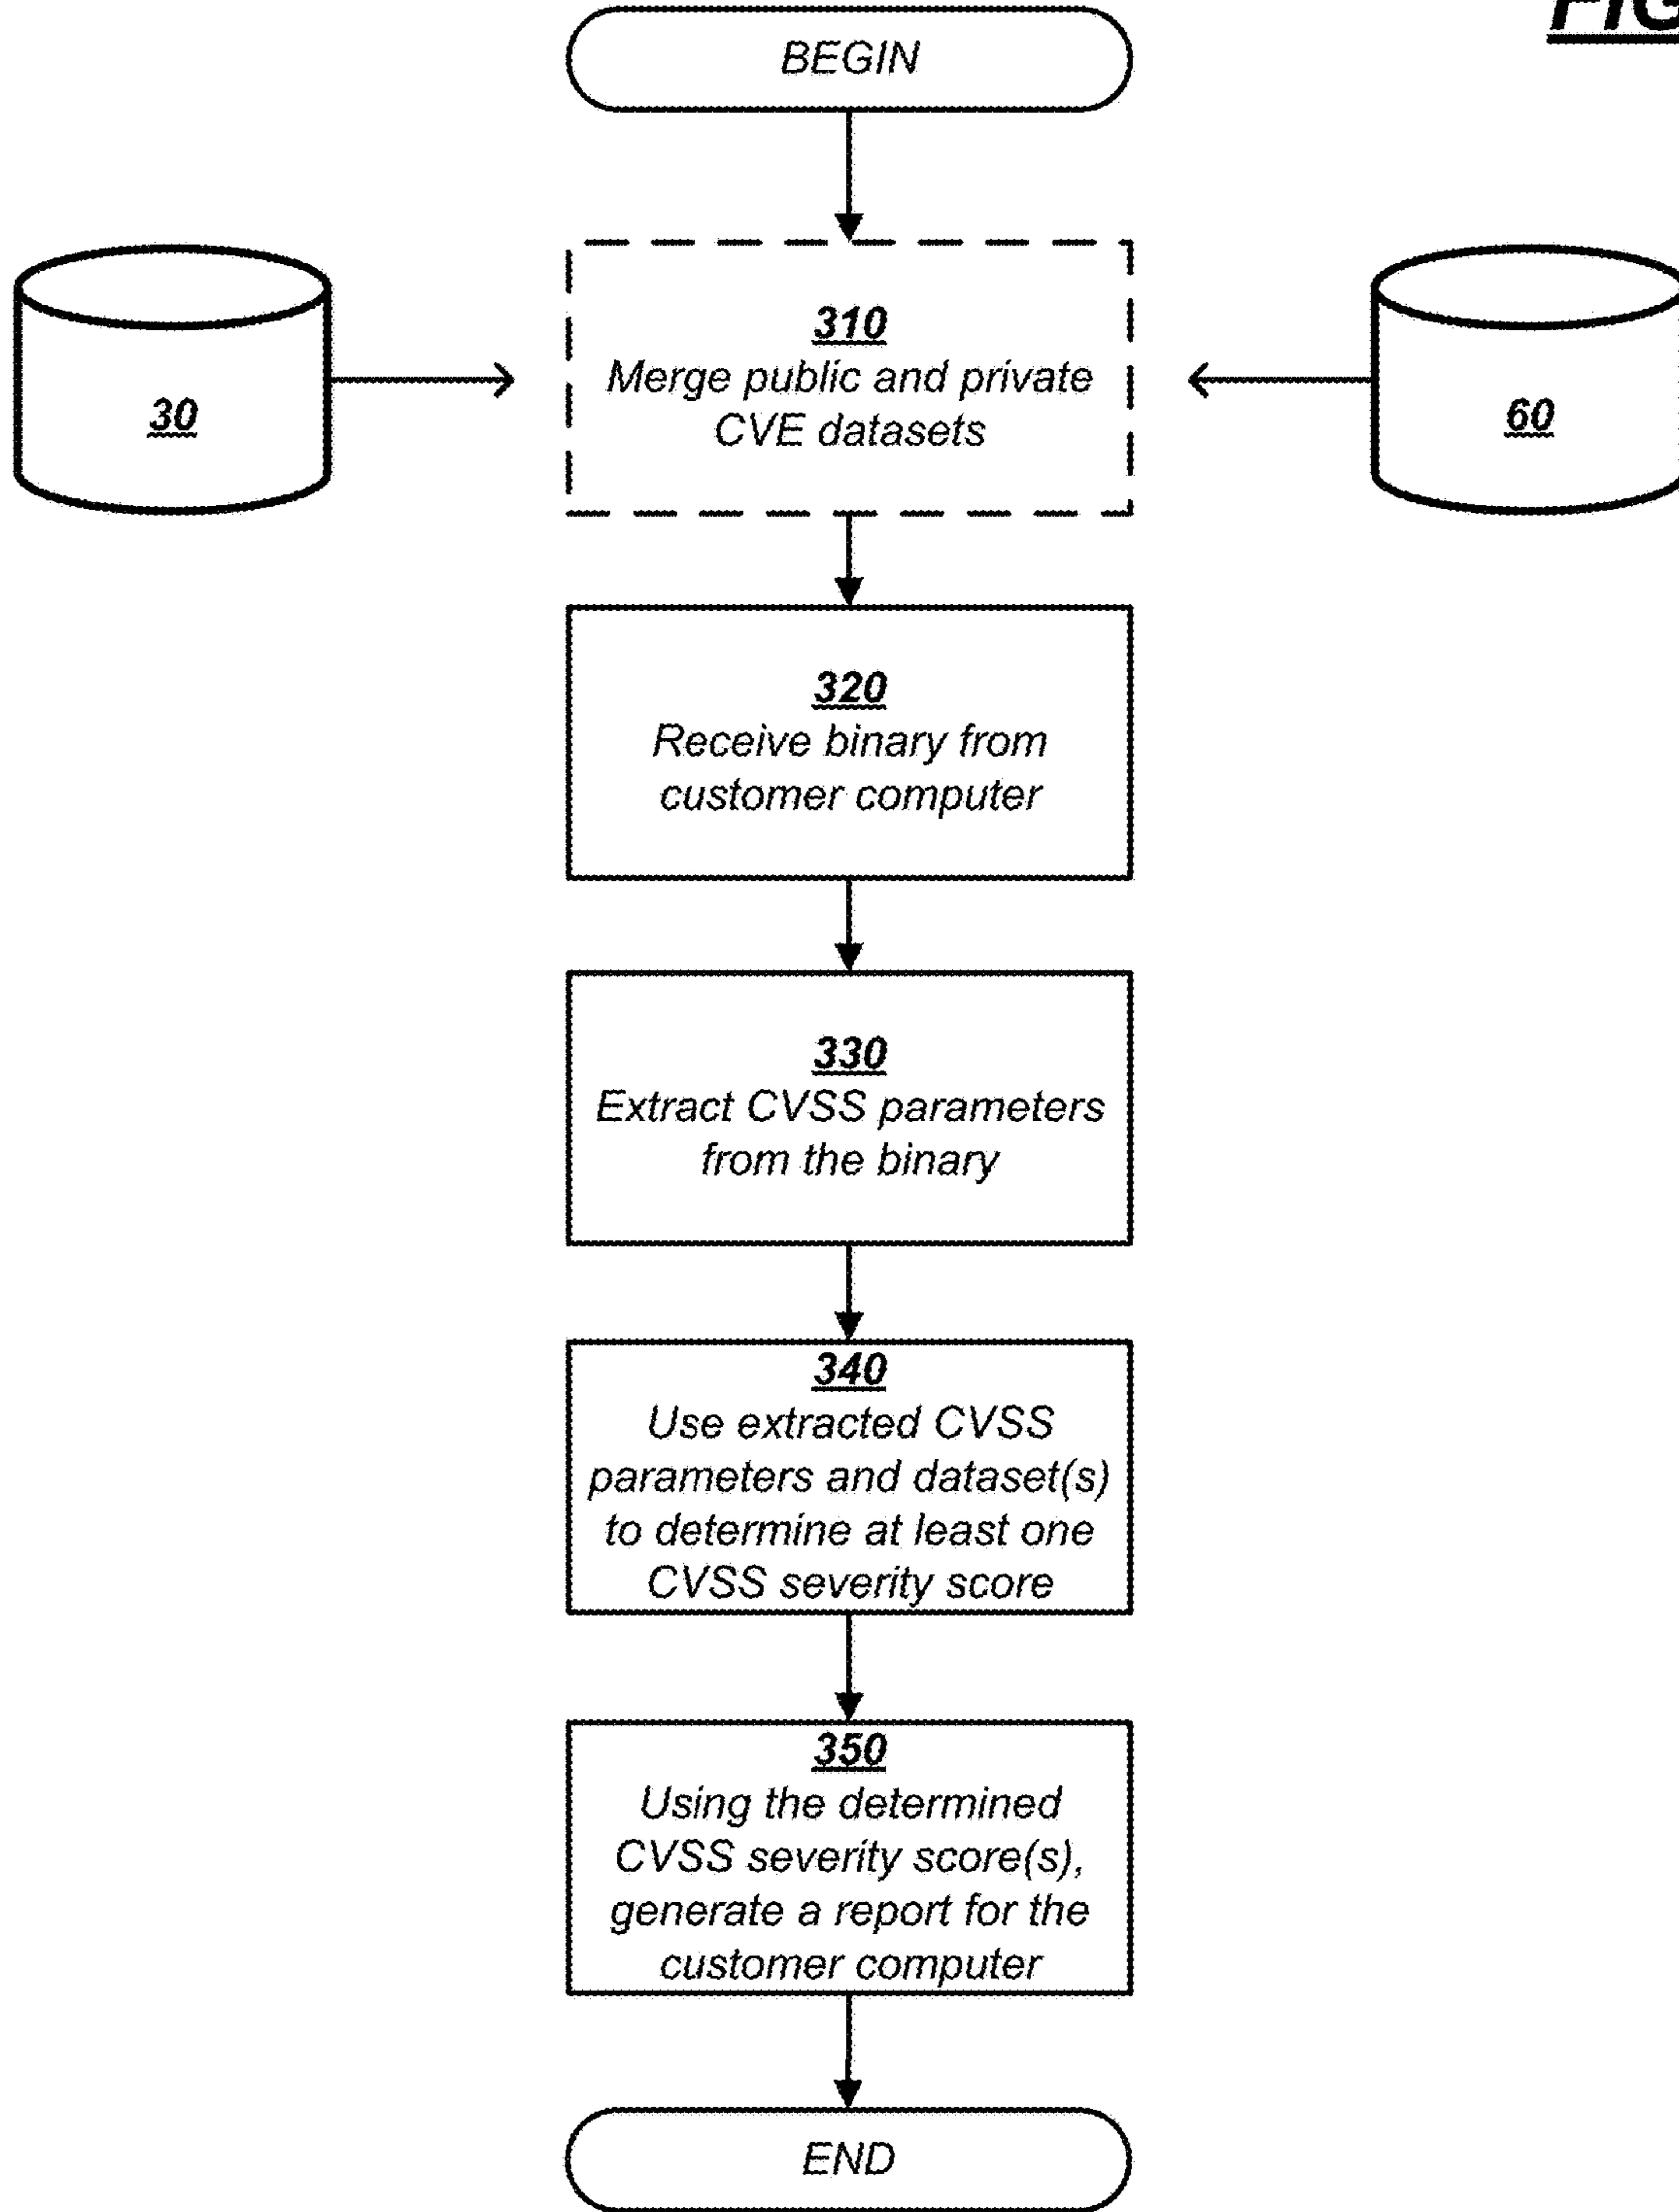 FIG
BEGIN
310
Merge public and private
CVE datasets
30
60
320
Receive binary from
customer computer
330
Extract CVSS parameters
from the binary
340
Use extracted CVSS
parameters and dataset(s)
to determine at least one
CVSS severity score
350
Using the determined
CVSS severity score(s),
generate a report for the
customer computer
END